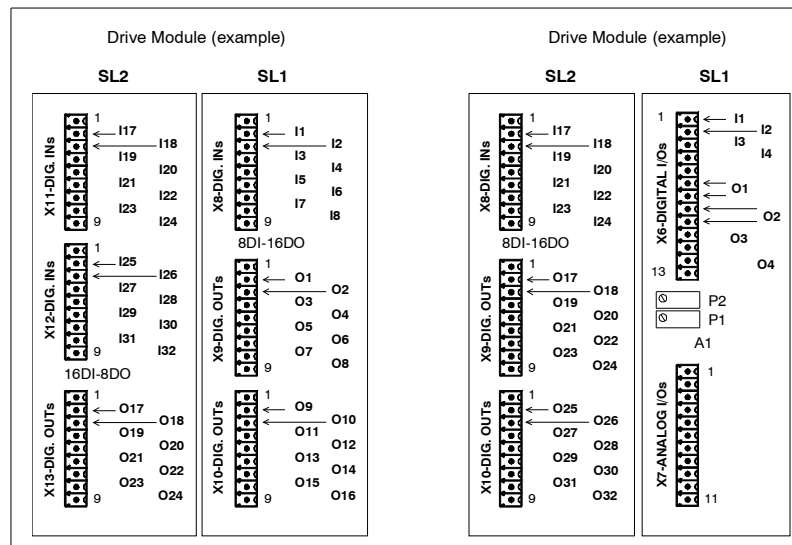 Drive Module (example)
SL2
SL1
X11-DIG. INs
1
I17
I18
I19
I20
I21
I22
I23
9
I24
X12-DIG. INs
1
I25
I26
I27
I28
I29
I30
I31
9
I32
16DI-8DO
X13-DIG. OUTs
1
O17
O18
O19
O20
O21
O22
O23
9
O24
X8-DIG. INs
1
I1
I2
I3
I4
I5
I6
I7
9
I8
8DI-16DO
X9-DIG. OUTs
1
O1
O2
O3
O4
O5
O6
O7
9
O8
X10-DIG. OUTs
1
O9
O10
O11
O12
O13
O14
O15
9
O16
Drive Module (example)
SL2
SL1
X8-DIG. INs
1
I17
I18
I19
I20
I21
I22
I23
9
I24
8DI-16DO
X9-DIG. OUTs
1
O17
O18
O19
O20
O21
O22
O23
9
O24
X10-DIG. OUTs
1
O25
O26
O27
O28
O29
O30
O31
9
O32
X6-DIGITAL I/Os
1
I1
I2
I3
I4
O1
O2
O3
O4
13
P2
P1
A1
X7-ANALOG I/Os
1
11